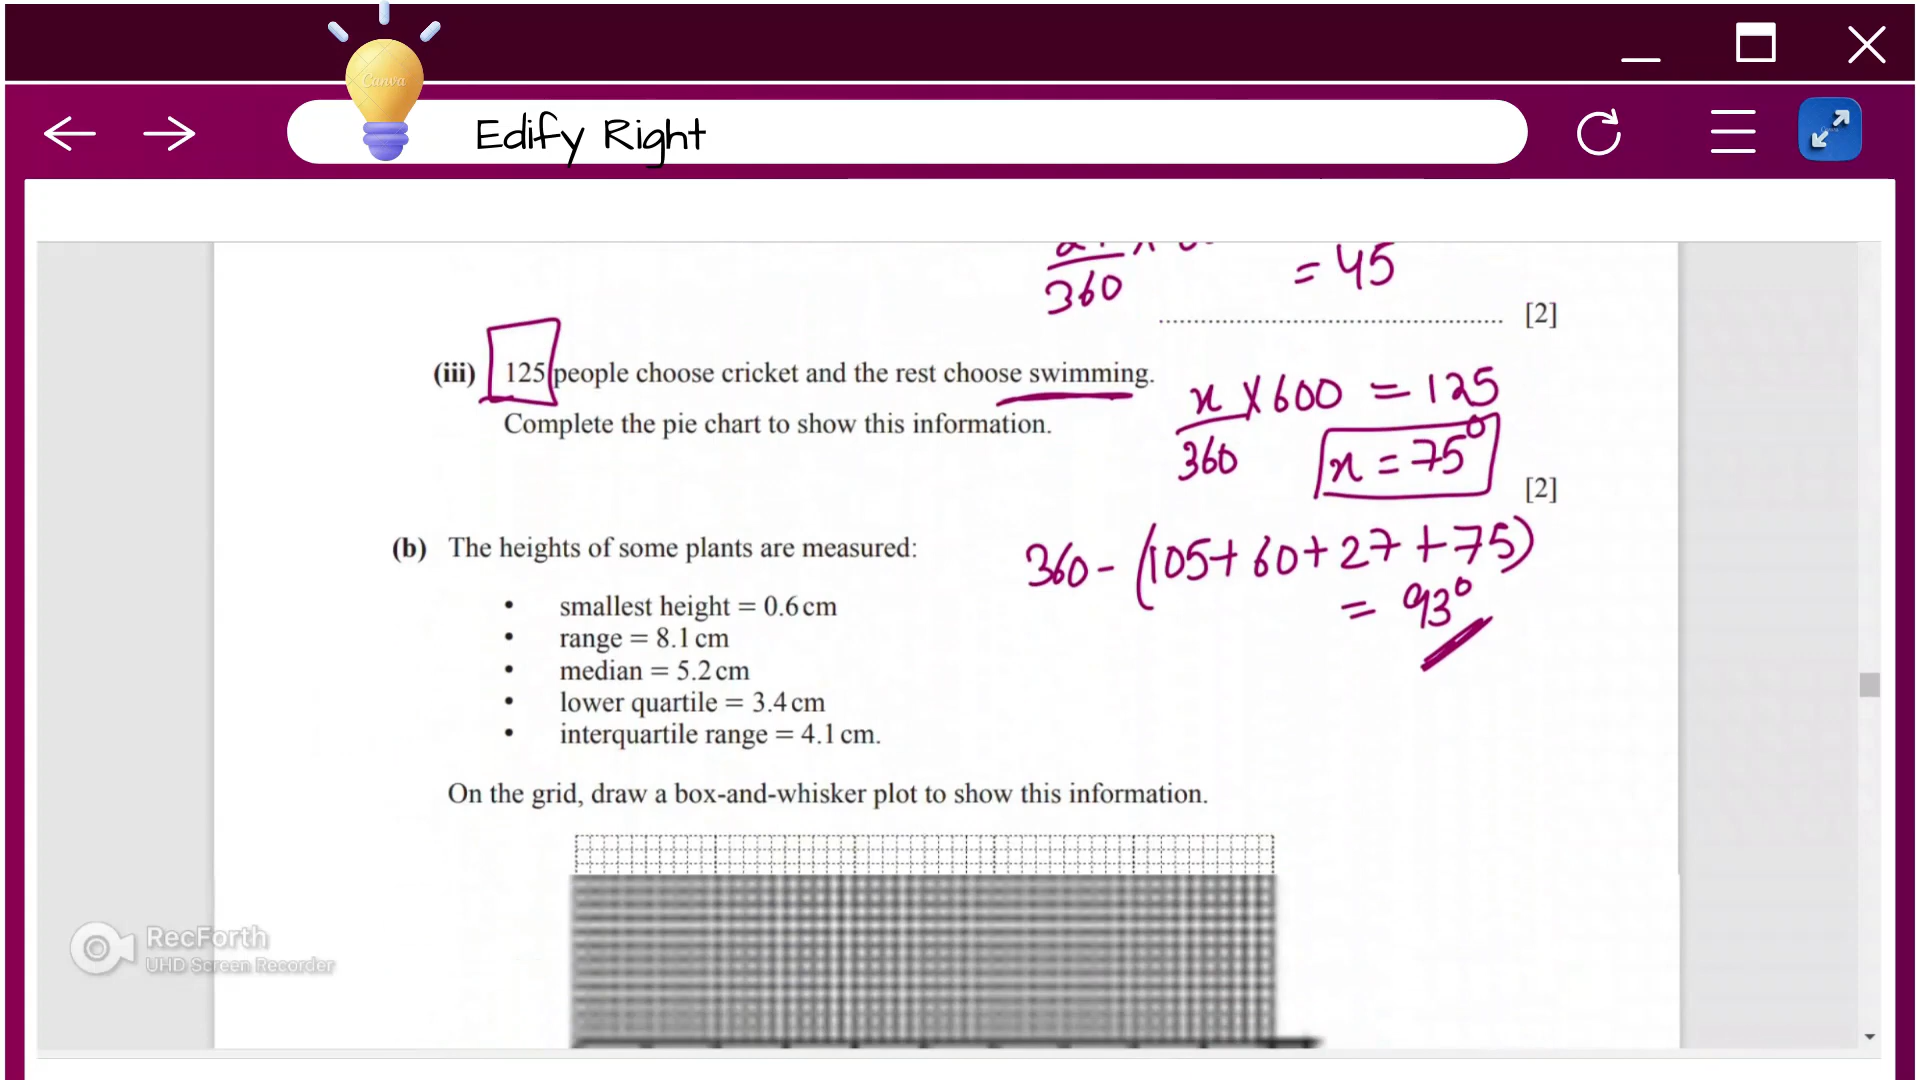 Canva
Edify Right
360
= 45
[2]
(iii) 125 people choose cricket and the rest choose swimming.
Complete the pie chart to show this information.
x/360 × 600 = 125
x = 75°
[2]
(b) The heights of some plants are measured:
360 - (105 + 60 + 27 + 75)
= 93°
• smallest height = 0.6 cm
• range = 8.1 cm
• median = 5.2 cm
• lower quartile = 3.4 cm
• interquartile range = 4.1 cm.
On the grid, draw a box-and-whisker plot to show this information.
RecForth
UHD Screen Recorder